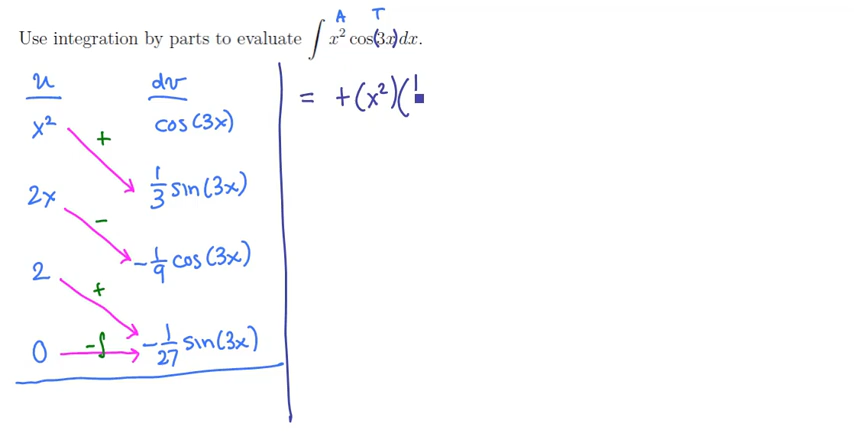 A T
Use integration by parts to evaluate ∫ x² cos(3x)dx.
u dv
x² + cos(3x)
= +(x²)(1
2x − 1/3 sin(3x)
2 + −1/9 cos(3x)
0 −∫ −1/27 sin(3x)